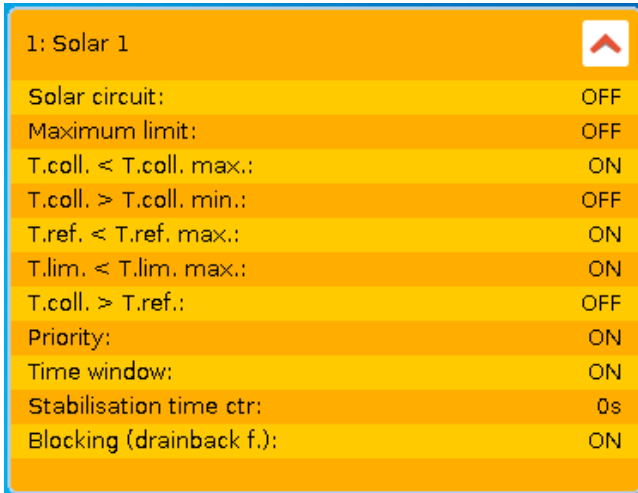 1: Solar 1
Solar circuit: OFF
Maximum limit: OFF
T.coll. < T.coll. max.: ON
T.coll. > T.coll. min.: OFF
T.ref. < T.ref. max.: ON
T.lim. < T.lim. max.: ON
T.coll. > T.ref.: OFF
Priority: ON
Time window: ON
Stabilisation time ctr: 0s
Blocking (drainback f.): ON